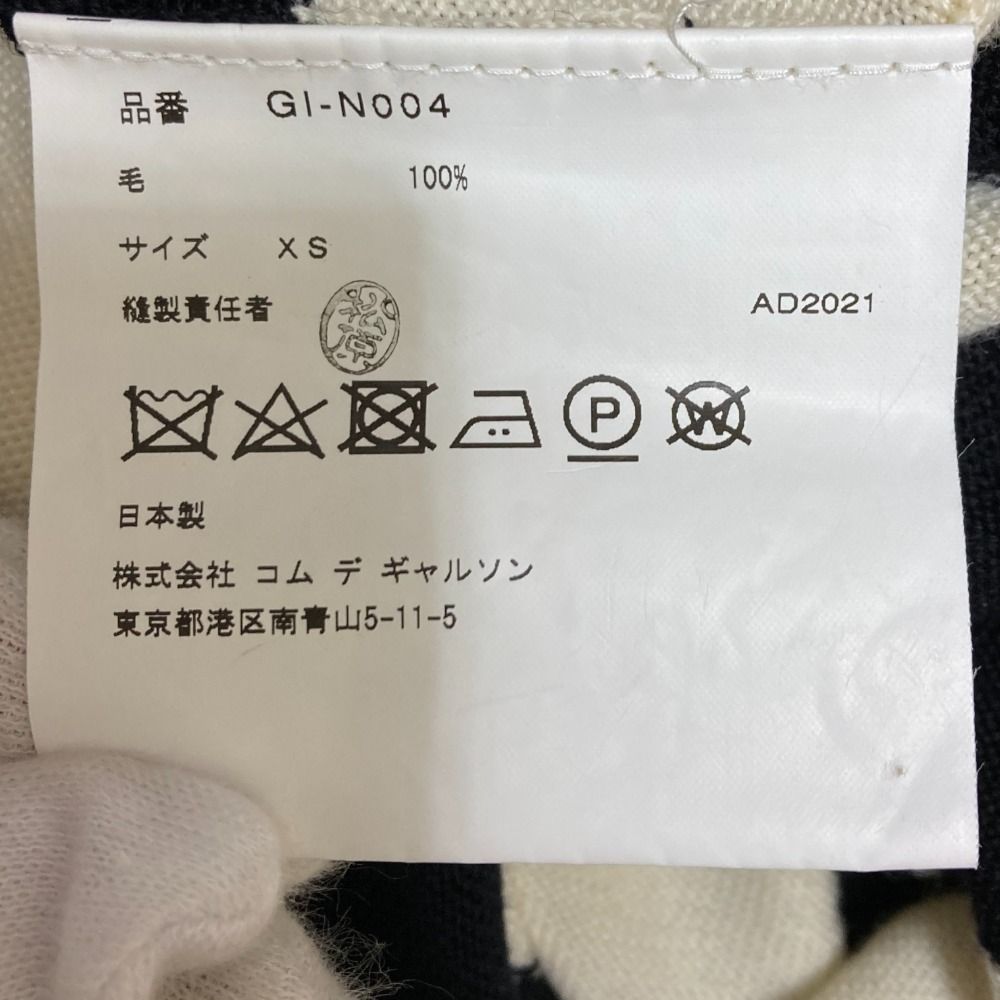 品番 GI-N004
毛 100%
サイズ XS
縫製責任者 松原 AD2021
P W
日本製
株式会社 コム デ ギャルソン
東京都港区南青山5-11-5